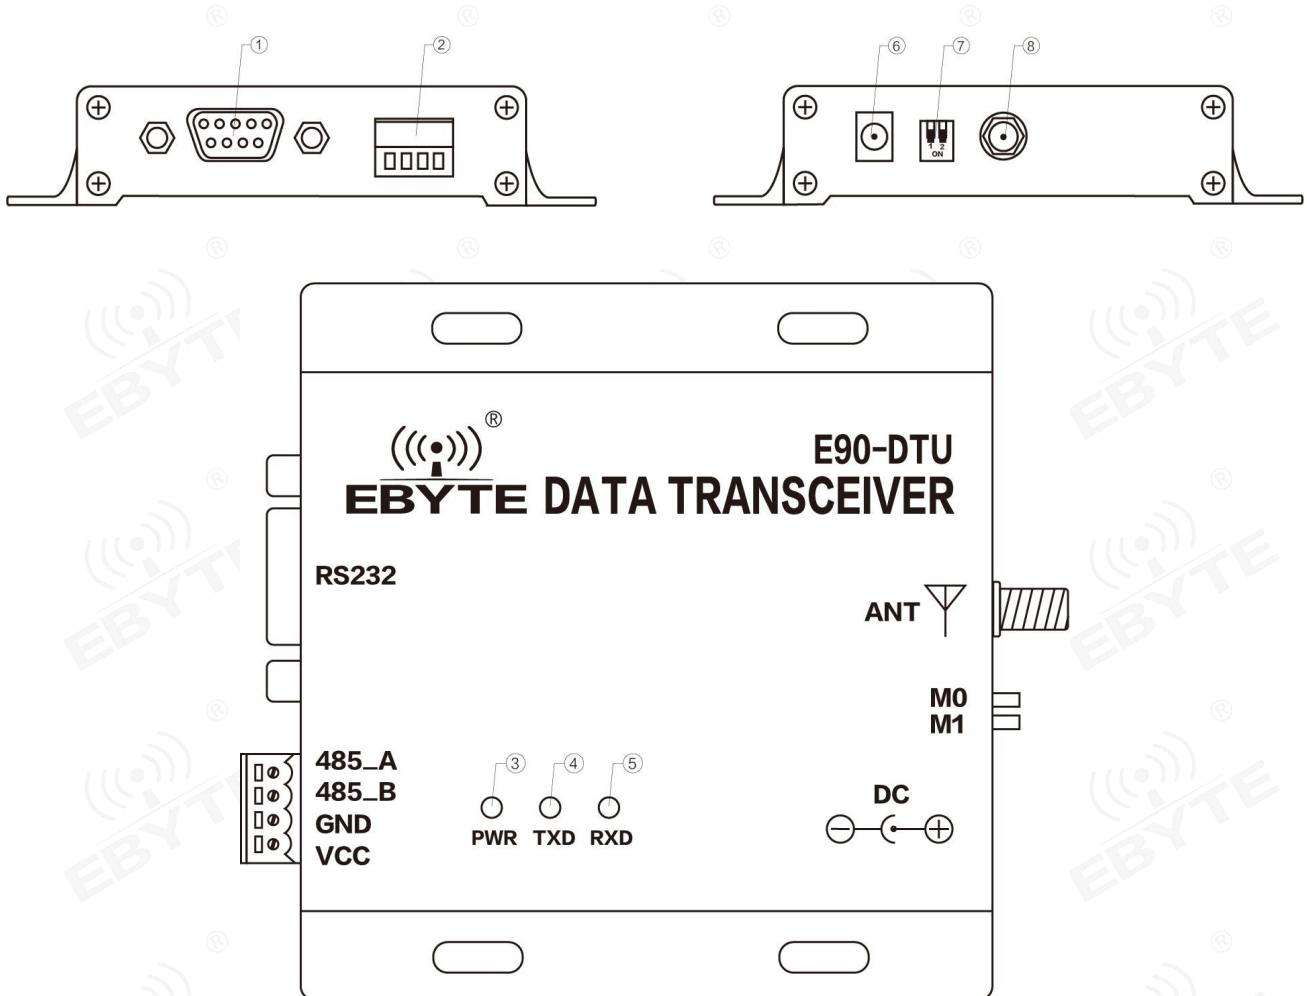 ① ② ⑥ ⑦ ⑧
1 2
ON
®
E90-DTU
EBYTE DATA TRANSCEIVER
RS232
ANT
M0
M1
485_A
485_B
GND
VCC
③ ④ ⑤
PWR TXD RXD
DC
EBYTE
®